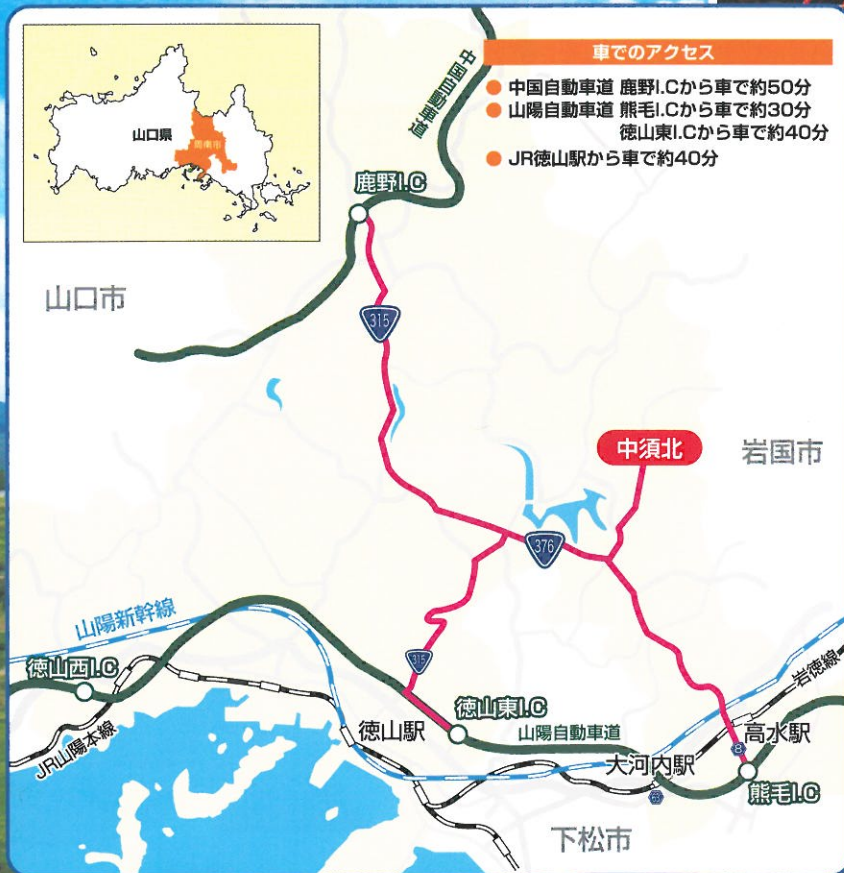 車でのアクセス
● 中国自動車道 鹿野I.Cから車で約50分
● 山陽自動車道 熊毛I.Cから車で約30分
徳山東I.Cから車で約40分
● JR徳山駅から車で約40分
山口県
周南市
中国自動車道
鹿野I.C
山口市
315
中須北
岩国市
376
山陽新幹線
徳山西I.C
315
岩徳線
JR山陽本線
徳山駅
徳山東I.C
山陽自動車道
高水駅
8
大河内駅
熊毛I.C
下松市